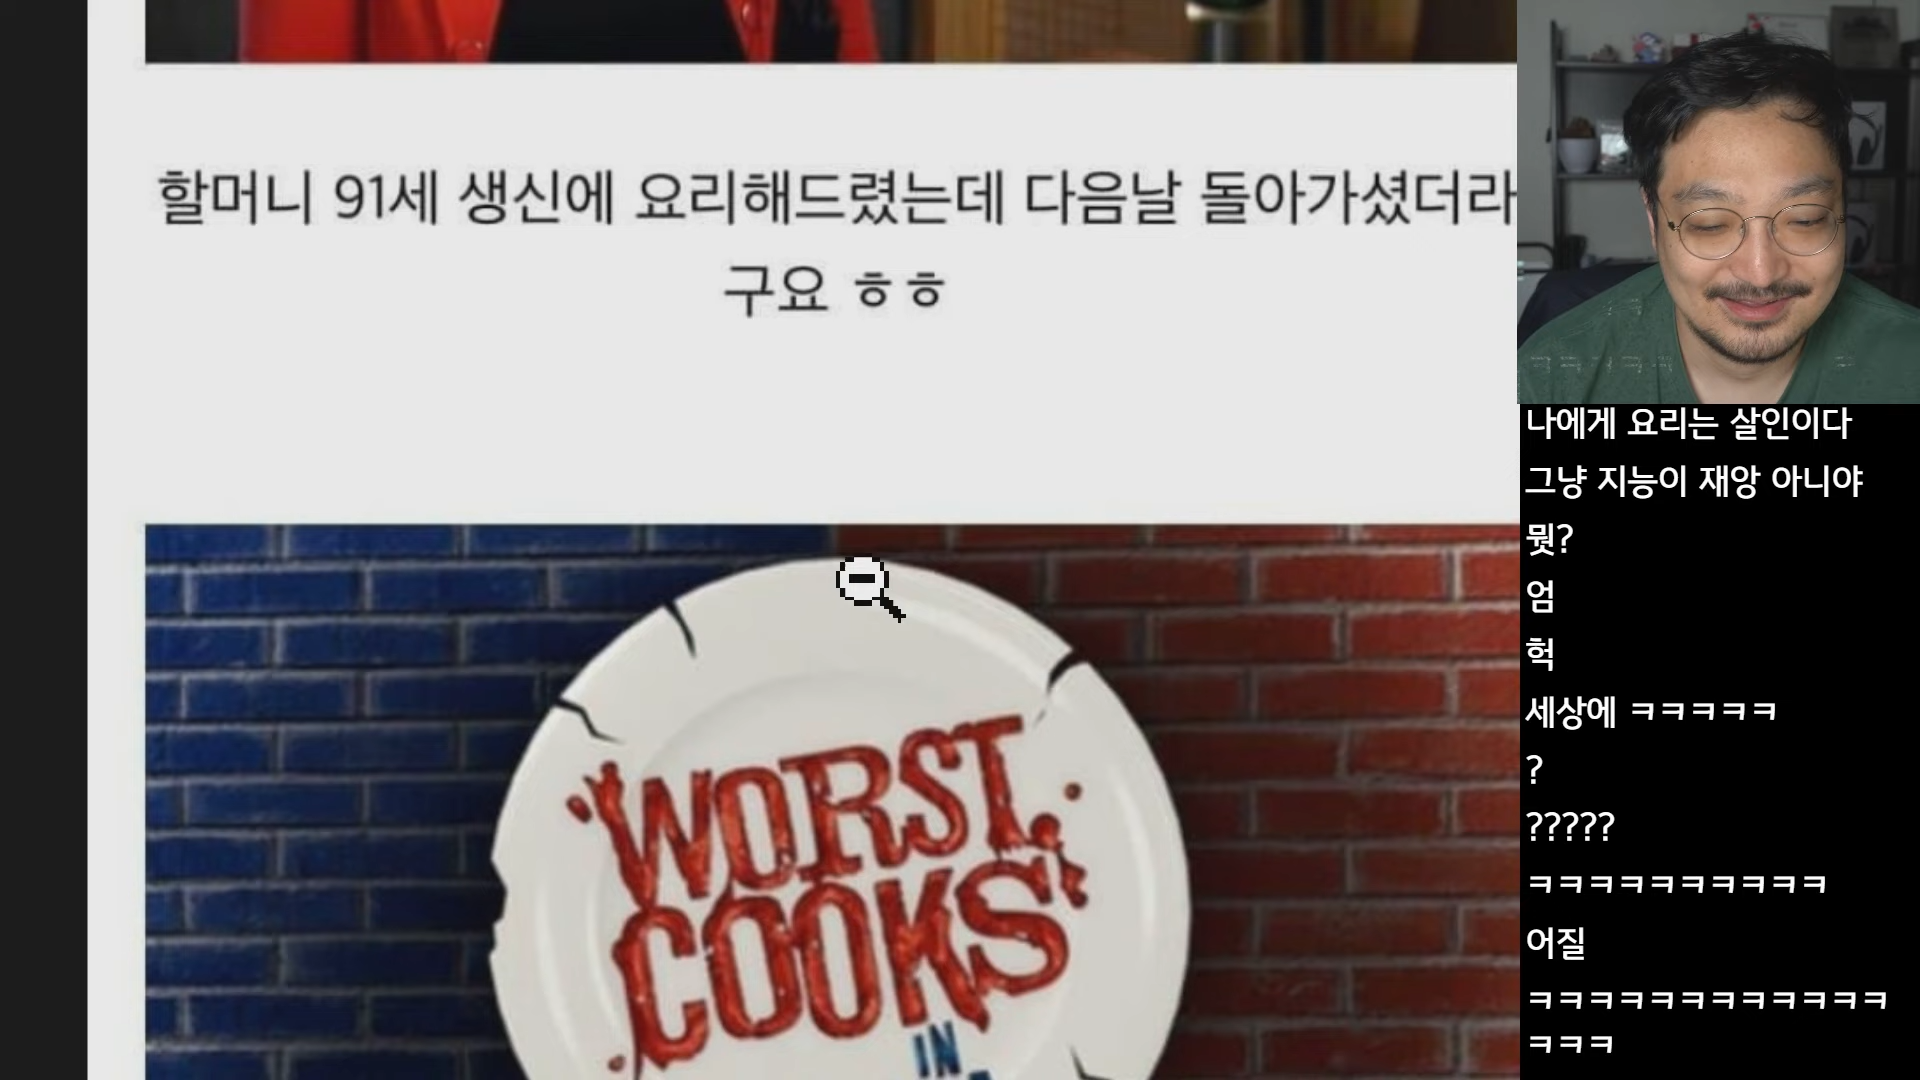 할머니 91세 생신에 요리해드렸는데 다음날 돌아가셨더라
구요 ㅎㅎ
WORST
COOKS
IN
나에게 요리는 살인이다
그냥 지능이 재앙 아니야
뭣?
엄
헉
세상에 ㅋㅋㅋㅋㅋ
?
?????
ㅋㅋㅋㅋㅋㅋㅋㅋㅋㅋ
어질
ㅋㅋㅋㅋㅋㅋㅋㅋㅋㅋㅋㅋ
ㅋㅋㅋ